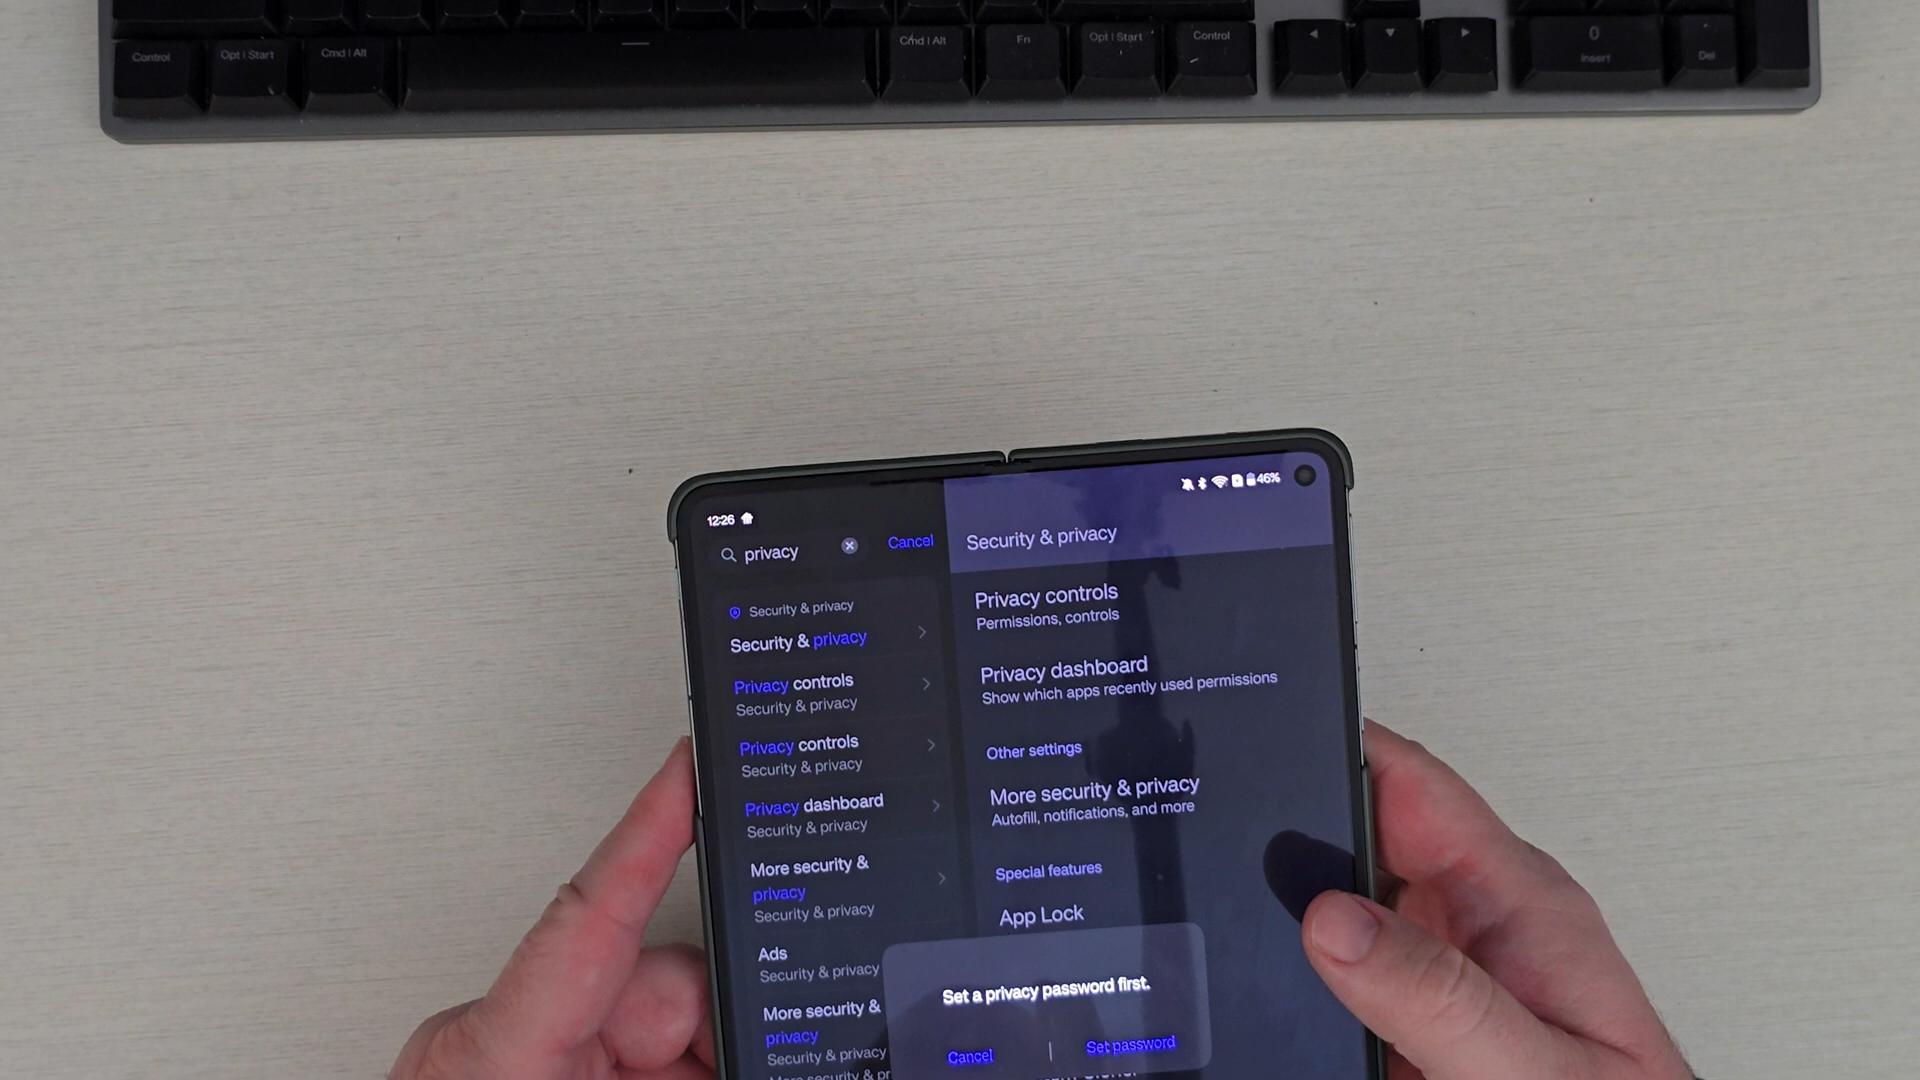 Control
Opt | Start
Cmd | Alt
Cmd | Alt
Fn
Opt | Start
Control
0
Insert
Del
12:26
46%
privacy
Cancel
Security & privacy
Security & privacy
Privacy controls
Security & privacy
Privacy controls
Security & privacy
Privacy dashboard
Security & privacy
More security &
privacy
Security & privacy
Ads
Security & privacy
More security &
privacy
Security & privacy
More security & pr
Security & privacy
Privacy controls
Permissions, controls
Privacy dashboard
Show which apps recently used permissions
Other settings
More security & privacy
Autofill, notifications, and more
Special features
App Lock
Set a privacy password first.
Cancel | Set password